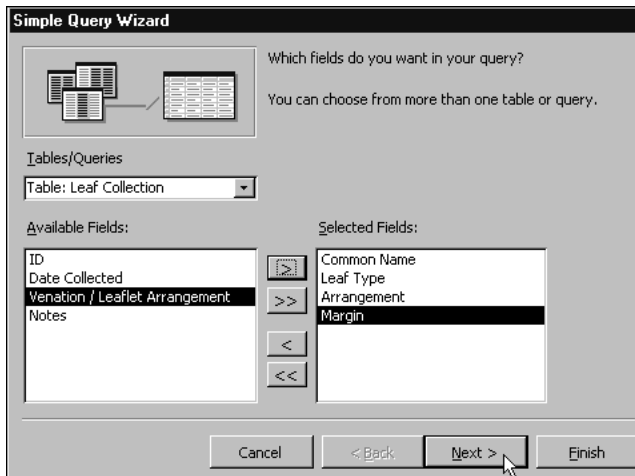 Simple Query Wizard
Which fields do you want in your query?
You can choose from more than one table or query.
Tables/Queries
Table: Leaf Collection
Available Fields:
ID
Date Collected
Venation / Leaflet Arrangement
Notes
>
>>
<
<<
Selected Fields:
Common Name
Leaf Type
Arrangement
Margin
Cancel
< Back
Next >
Finish